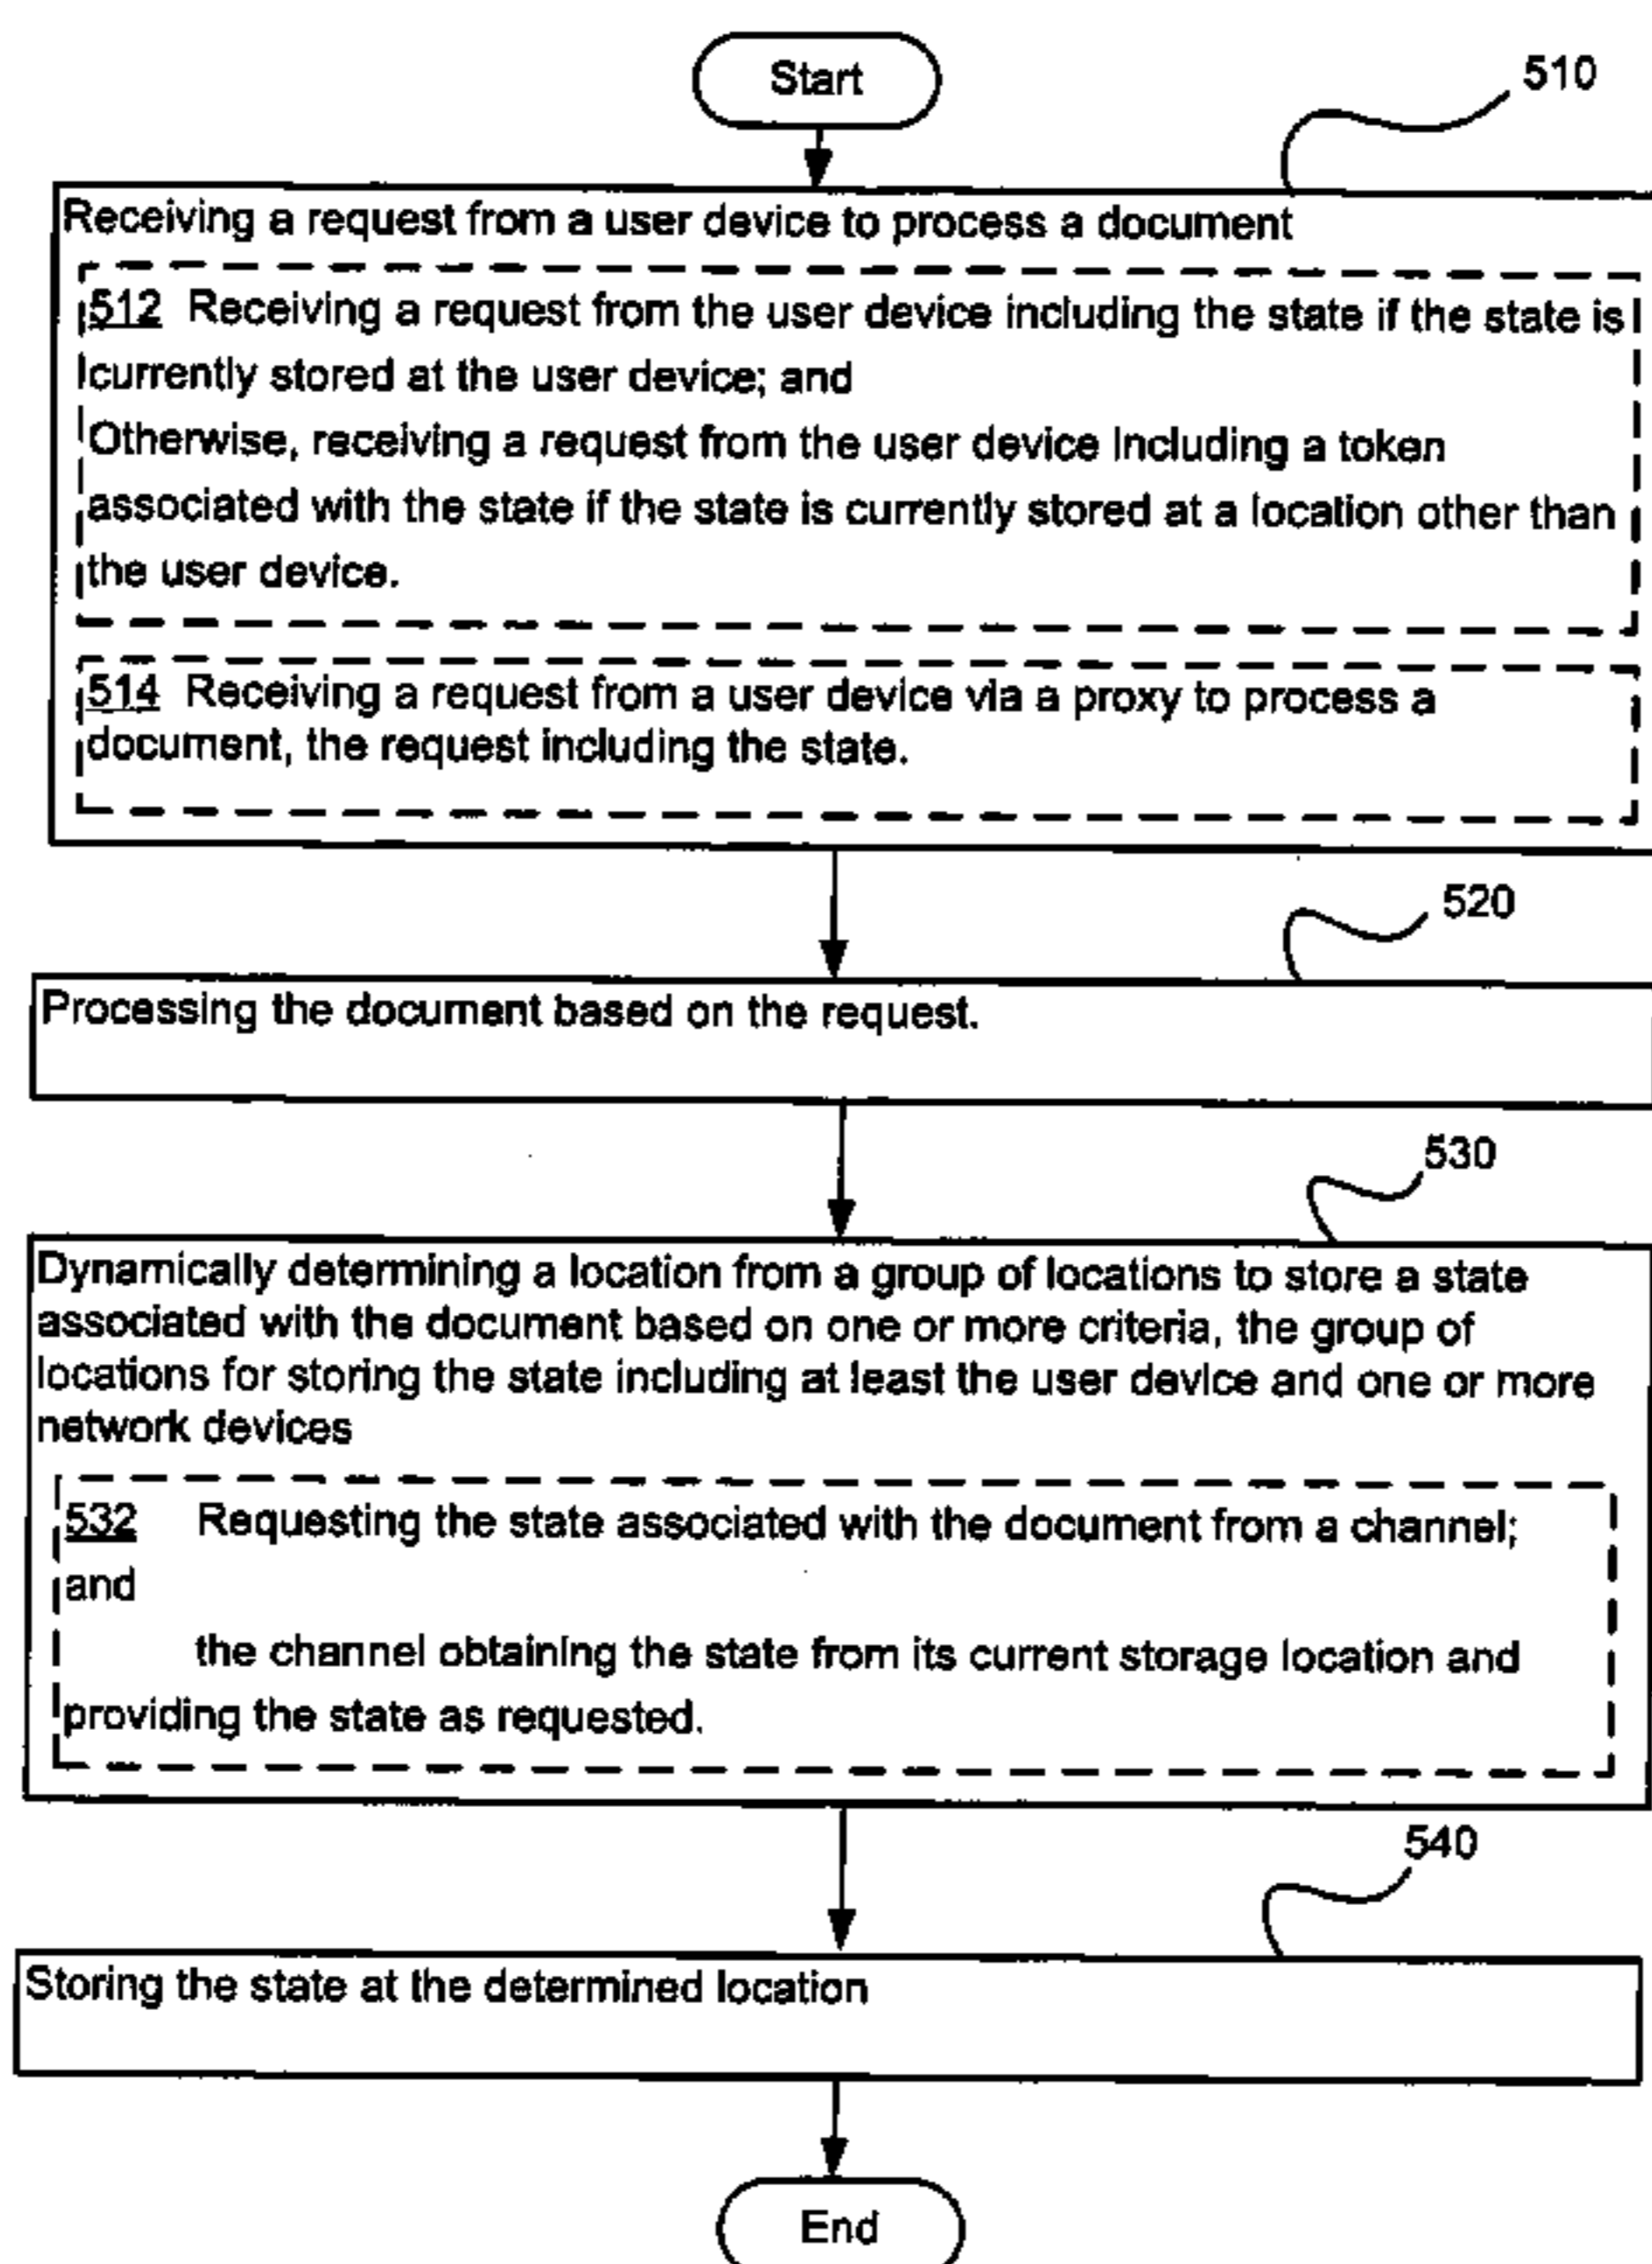 Start
510
Receiving a request from a user device to process a document
512 Receiving a request from the user device including the state if the state is
currently stored at the user device; and
Otherwise, receiving a request from the user device Including a token
associated with the state if the state is currently stored at a location other than
the user device.
514 Receiving a request from a user device via a proxy to process a
document, the request including the state.
520
Processing the document based on the request.
530
Dynamically determining a location from a group of locations to store a state
associated with the document based on one or more criteria, the group of
locations for storing the state including at least the user device and one or more
network devices
532 Requesting the state associated with the document from a channel;
and
the channel obtaining the state from its current storage location and
providing the state as requested.
540
Storing the state at the determined location
End